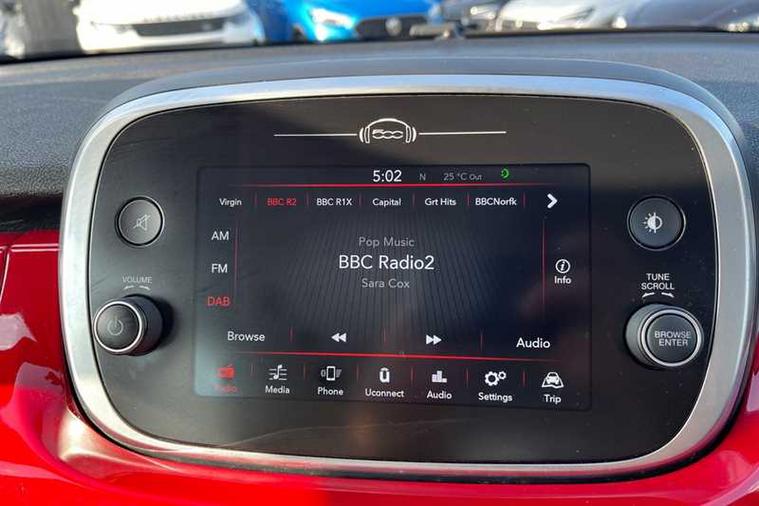 500
5:02 N 25 °C Out
Virgin BBC R2 BBC R1X Capital Grt Hits BBCNorfk
AM
FM
DAB
Pop Music
BBC Radio2
Sara Cox
Info
Browse Audio
Radio Media Phone Uconnect Audio Settings Trip
VOLUME
TUNE
SCROLL
BROWSE
ENTER